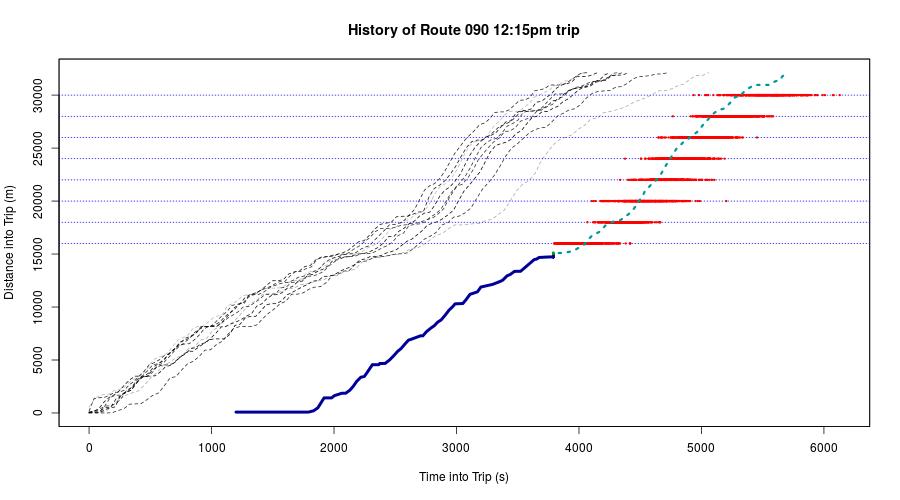 History of Route 090 12:15pm trip
Distance into Trip (m)
30000
25000
20000
15000
10000
5000
0
0 1000 2000 3000 4000 5000 6000
Time into Trip (s)